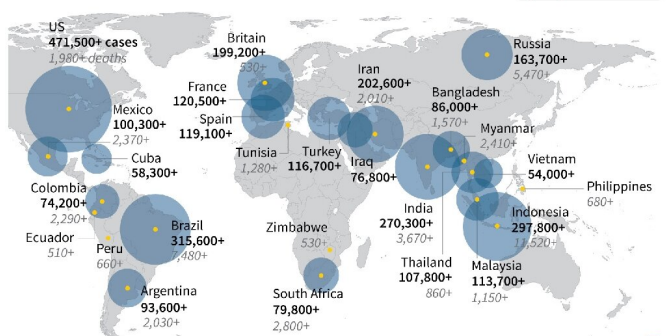 US
471,500+ cases
1,980+deaths
Mexico
100,300+
2,370+
Cuba
58,300+
Colombia
74,200+
2,290+
Ecuador
510+
Peru
660+
Brazil
315,600+
7,480+
Argentina
93,600+
2,030+
Britain
199,200+
530+
France
120,500+
Spain
119,100+
Tunisia
1,280+
Turkey
116,700+
Iran
202,600+
2,010+
Iraq
76,800+
Zimbabwe
530+
South Africa
79,800+
2,800+
Russia
163,700+
5,470+
Bangladesh
86,000+
1,570+
Myanmar
2,410+
Vietnam
54,000+
Philippines
680+
India
270,300+
3,670+
Thailand
107,800+
860+
Indonesia
297,800+
11,520+
Malaysia
113,700+
1,150+